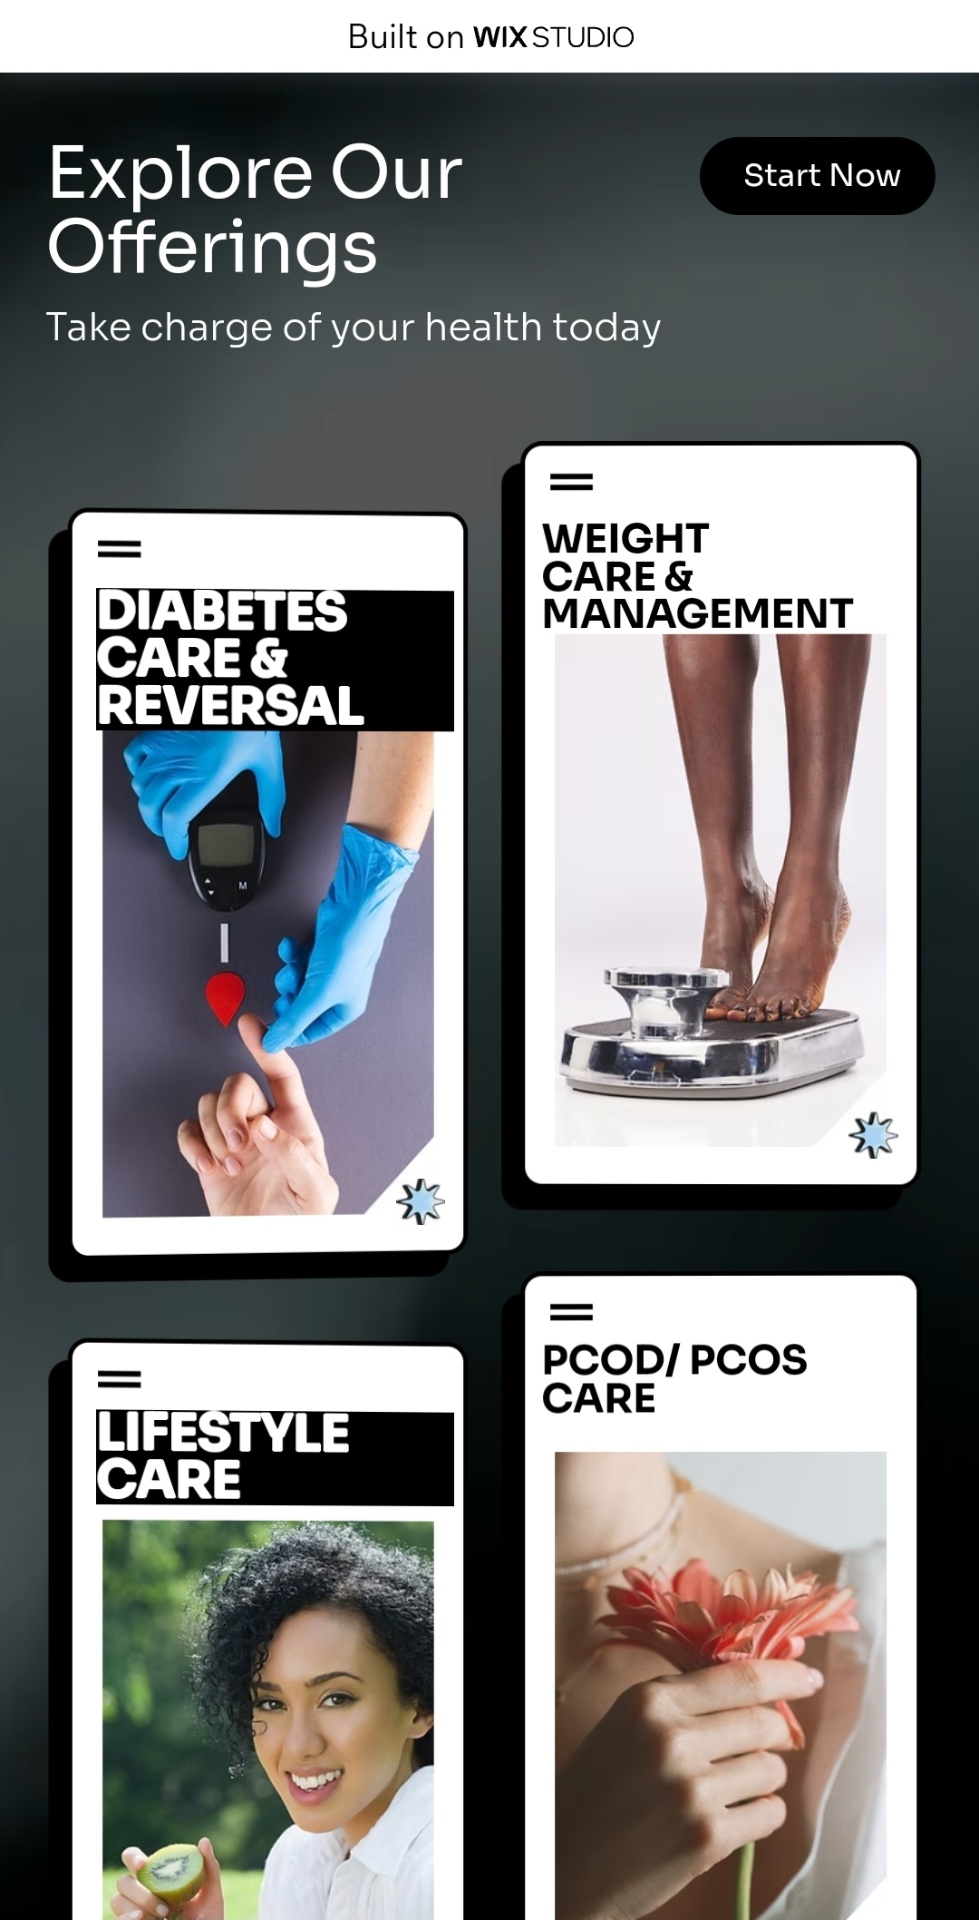 Built on WIX STUDIO
Explore Our
Offerings
Start Now
Take charge of your health today
WEIGHT
CARE &
MANAGEMENT
DIABETES
CARE &
REVERSAL
M
PCOD/ PCOS
CARE
LIFESTYLE
CARE